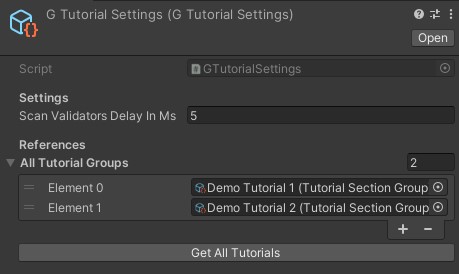 G Tutorial Settings (G Tutorial Settings)
Open
Script
GTutorialSettings
Settings
Scan Validators Delay In Ms
5
References
All Tutorial Groups
2
Element 0
Demo Tutorial 1 (Tutorial Section Group
Element 1
Demo Tutorial 2 (Tutorial Section Group
+ −
Get All Tutorials